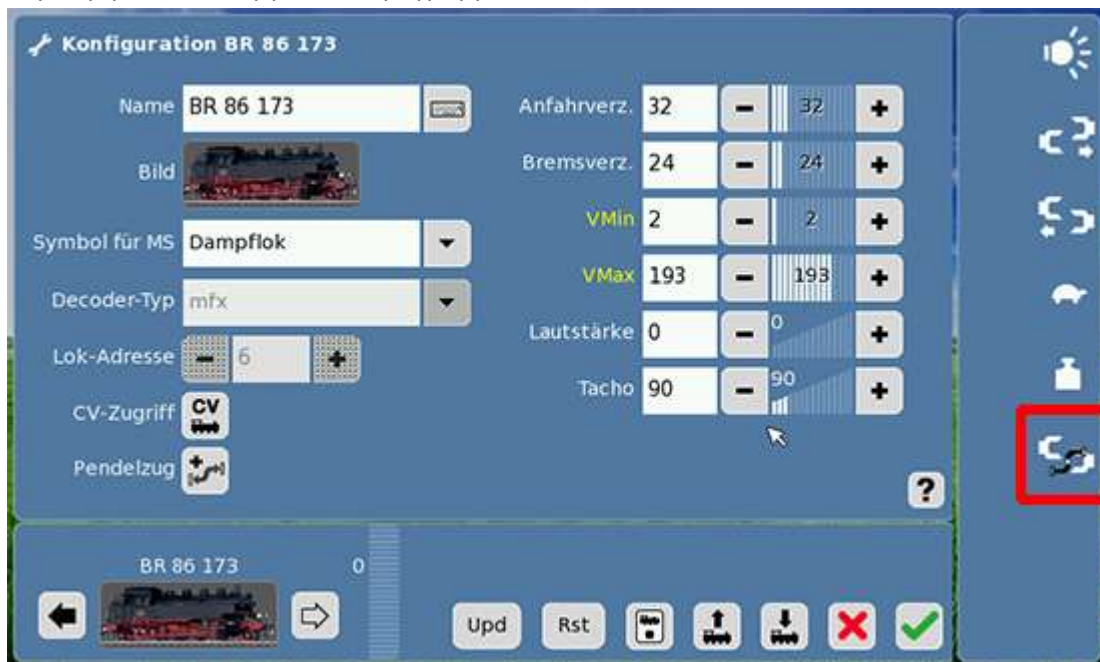 Konfiguration BR 86 173
Name BR 86 173
Bild
Symbol für MS Dampflok
Decoder-Typ mfx
Lok-Adresse − 6 +
CV-Zugriff CV
Pendelzug +
Anfahrverz. 32 − 32 +
Bremsverz. 24 − 24 +
VMin 2 − 2 +
VMax 193 − 193 +
Lautstärke 0 − 0 +
Tacho 90 − 90 +
?
BR 86 173 0
Upd Rst